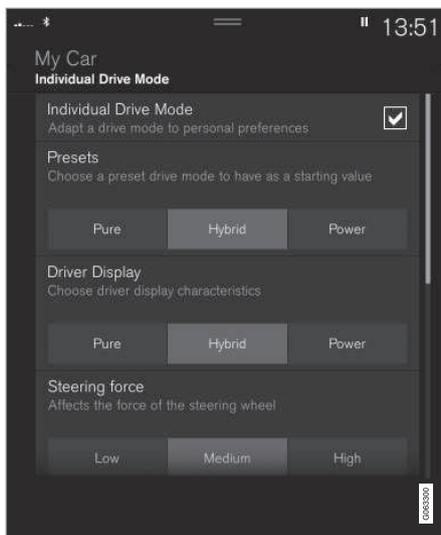 13:51
My Car
Individual Drive Mode
Individual Drive Mode
Adapt a drive mode to personal preferences
Presets
Choose a preset drive mode to have as a starting value
Pure Hybrid Power
Driver Display
Choose driver display characteristics
Pure Hybrid Power
Steering force
Affects the force of the steering wheel
Low Medium High
G063300